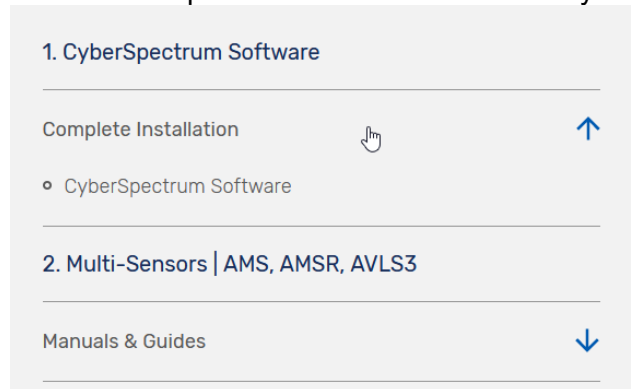 1. CyberSpectrum Software
Complete Installation
CyberSpectrum Software
2. Multi-Sensors | AMS, AMSR, AVLS3
Manuals & Guides